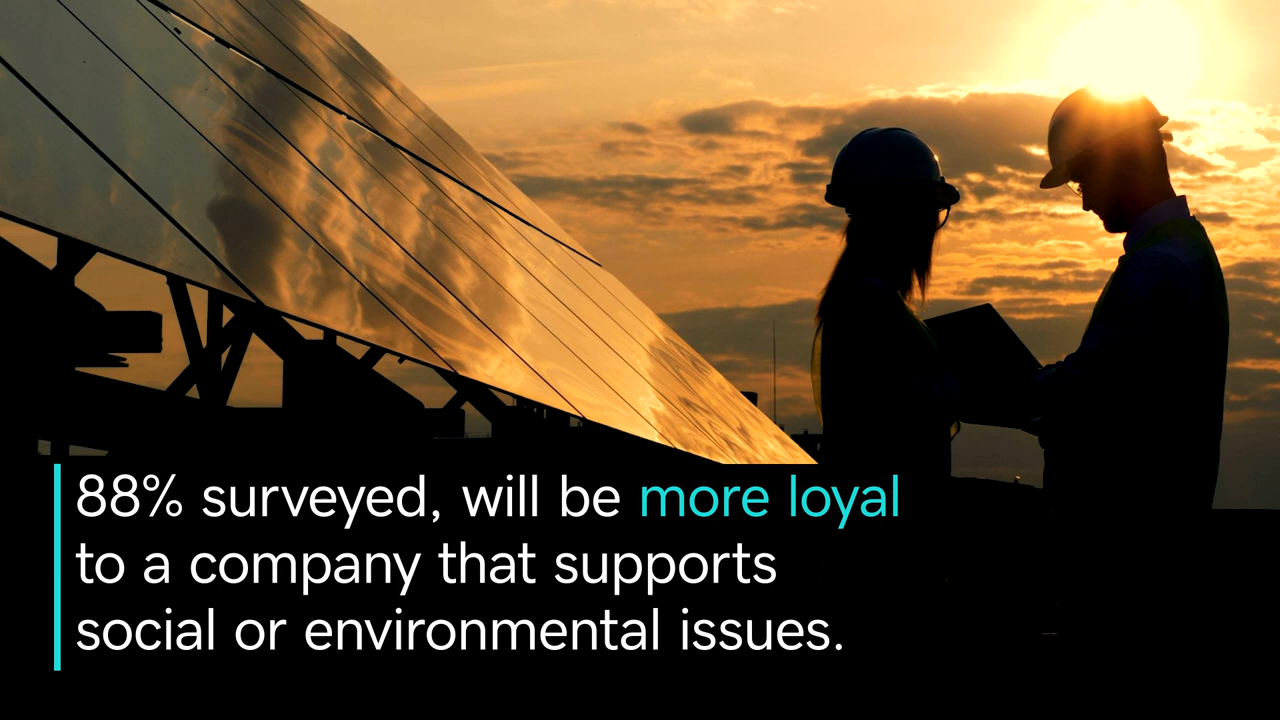 88% surveyed, will be more loyal
to a company that supports
social or environmental issues.